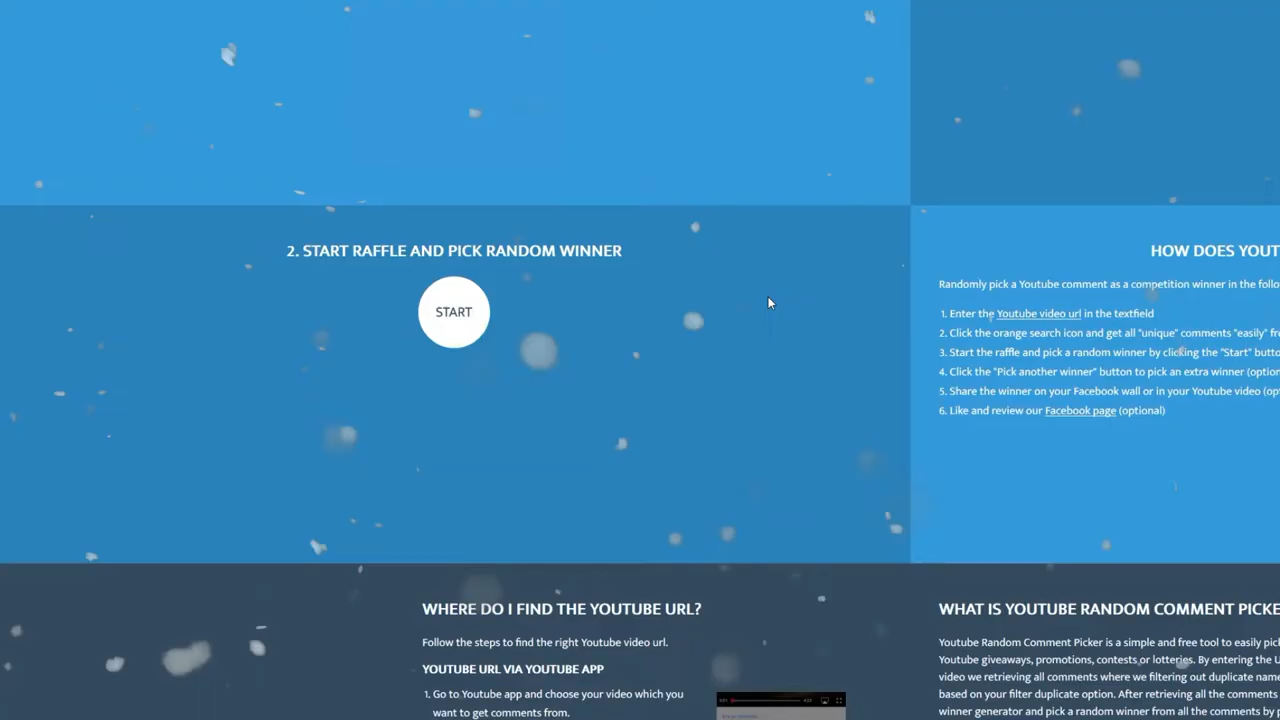 2. START RAFFLE AND PICK RANDOM WINNER
START
HOW DOES YOUT
Randomly pick a Youtube comment as a competition winner in the follo
1. Enter the Youtube video url in the textfield
2. Click the orange search icon and get all "unique" comments "easily" fr
3. Start the raffle and pick a random winner by clicking the "Start" butto
4. Click the "Pick another winner" button to pick an extra winner (option
5. Share the winner on your Facebook wall or in your Youtube video (opt
6. Like and review our Facebook page (optional)
WHERE DO I FIND THE YOUTUBE URL?
Follow the steps to find the right Youtube video url.
YOUTUBE URL VIA YOUTUBE APP
1. Go to Youtube app and choose your video which you
want to get comments from.
WHAT IS YOUTUBE RANDOM COMMENT PICKE
Youtube Random Comment Picker is a simple and free tool to easily pick
Youtube giveaways, promotions, contests or lotteries. By entering the U
video we retrieving all comments where we filtering out duplicate name
based on your filter duplicate option. After retrieving all the comments
winner generator and pick a random winner from all the comments by p